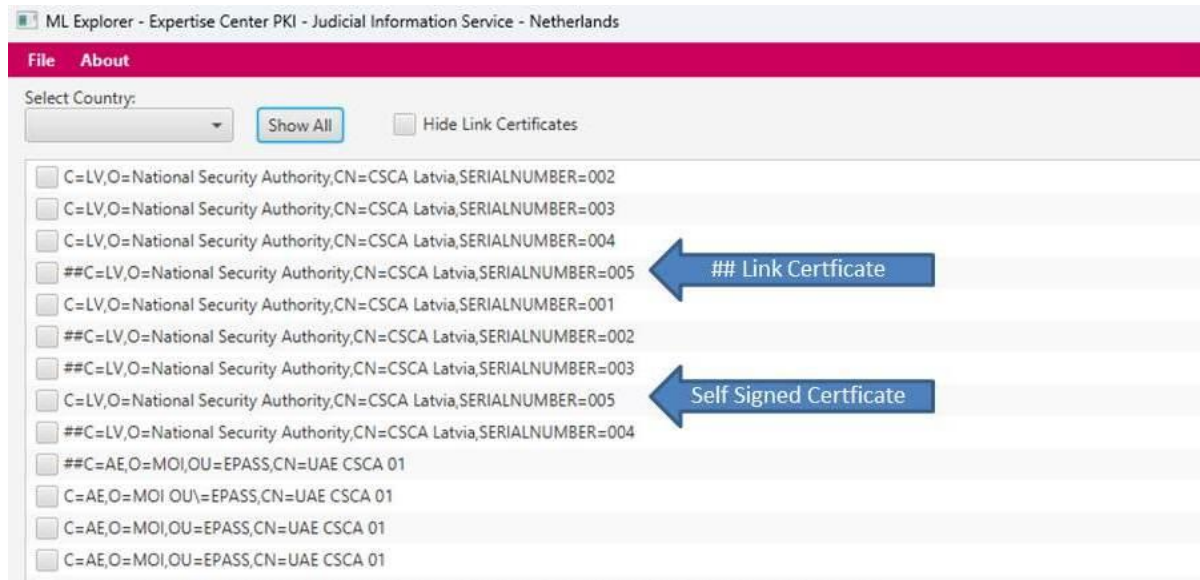 ML Explorer - Expertise Center PKI - Judicial Information Service - Netherlands
File About
Select Country:
Show All Hide Link Certificates
C=LV,O=National Security Authority,CN=CSCA Latvia,SERIALNUMBER=002
C=LV,O=National Security Authority,CN=CSCA Latvia,SERIALNUMBER=003
C=LV,O=National Security Authority,CN=CSCA Latvia,SERIALNUMBER=004
##C=LV,O=National Security Authority,CN=CSCA Latvia,SERIALNUMBER=005 ## Link Certficate
C=LV,O=National Security Authority,CN=CSCA Latvia,SERIALNUMBER=001
##C=LV,O=National Security Authority,CN=CSCA Latvia,SERIALNUMBER=002
##C=LV,O=National Security Authority,CN=CSCA Latvia,SERIALNUMBER=003
C=LV,O=National Security Authority,CN=CSCA Latvia,SERIALNUMBER=005 Self Signed Certficate
##C=LV,O=National Security Authority,CN=CSCA Latvia,SERIALNUMBER=004
##C=AE,O=MOI,OU=EPASS,CN=UAE CSCA 01
C=AE,O=MOI OU\=EPASS,CN=UAE CSCA 01
C=AE,O=MOI,OU=EPASS,CN=UAE CSCA 01
C=AE,O=MOI,OU=EPASS,CN=UAE CSCA 01